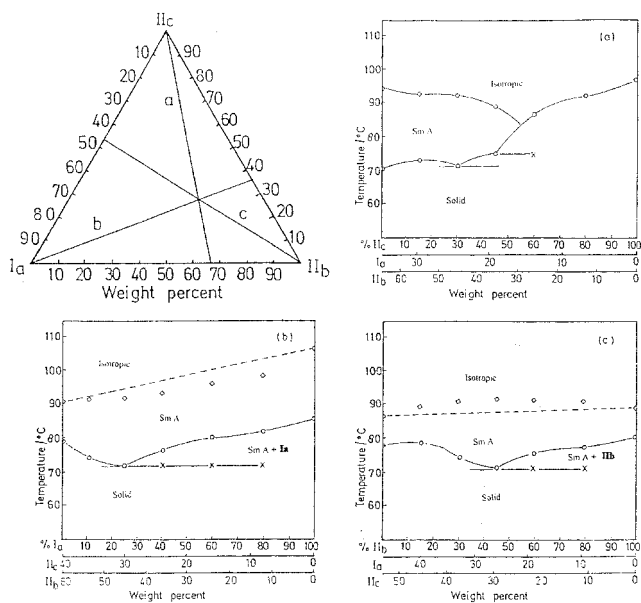 IIc
10 90
20 80
30 70
a
40 60
50 50
60 40
70 30
b c
80 20
90 10
Ia 10 20 30 40 50 60 70 80 90 IIb
Weight percent
(a)
Isotropic
Sm A
Solid
Temperature /°C
110
100
90
80
70
60
% IIc 0 10 20 30 40 50 60 70 80 90 100
Ia 30 20 10 0
IIb 60 50 40 30 20 10 0
Weight percent
(b)
Isotropic
Sm A
Sm A + Ia
Solid
Temperature /°C
110
100
90
80
70
60
% Ia 0 10 20 30 40 50 60 70 80 90 100
IIc 40 30 20 10 0
IIb 60 50 40 30 20 10 0
Weight percent
(c)
Isotropic
Sm A
Sm A + IIb
Solid
Temperature /°C
110
100
90
80
70
60
% IIb 0 10 20 30 40 50 60 70 80 90 100
Ia 40 30 20 10 0
IIc 50 40 30 20 10 0
Weight percent